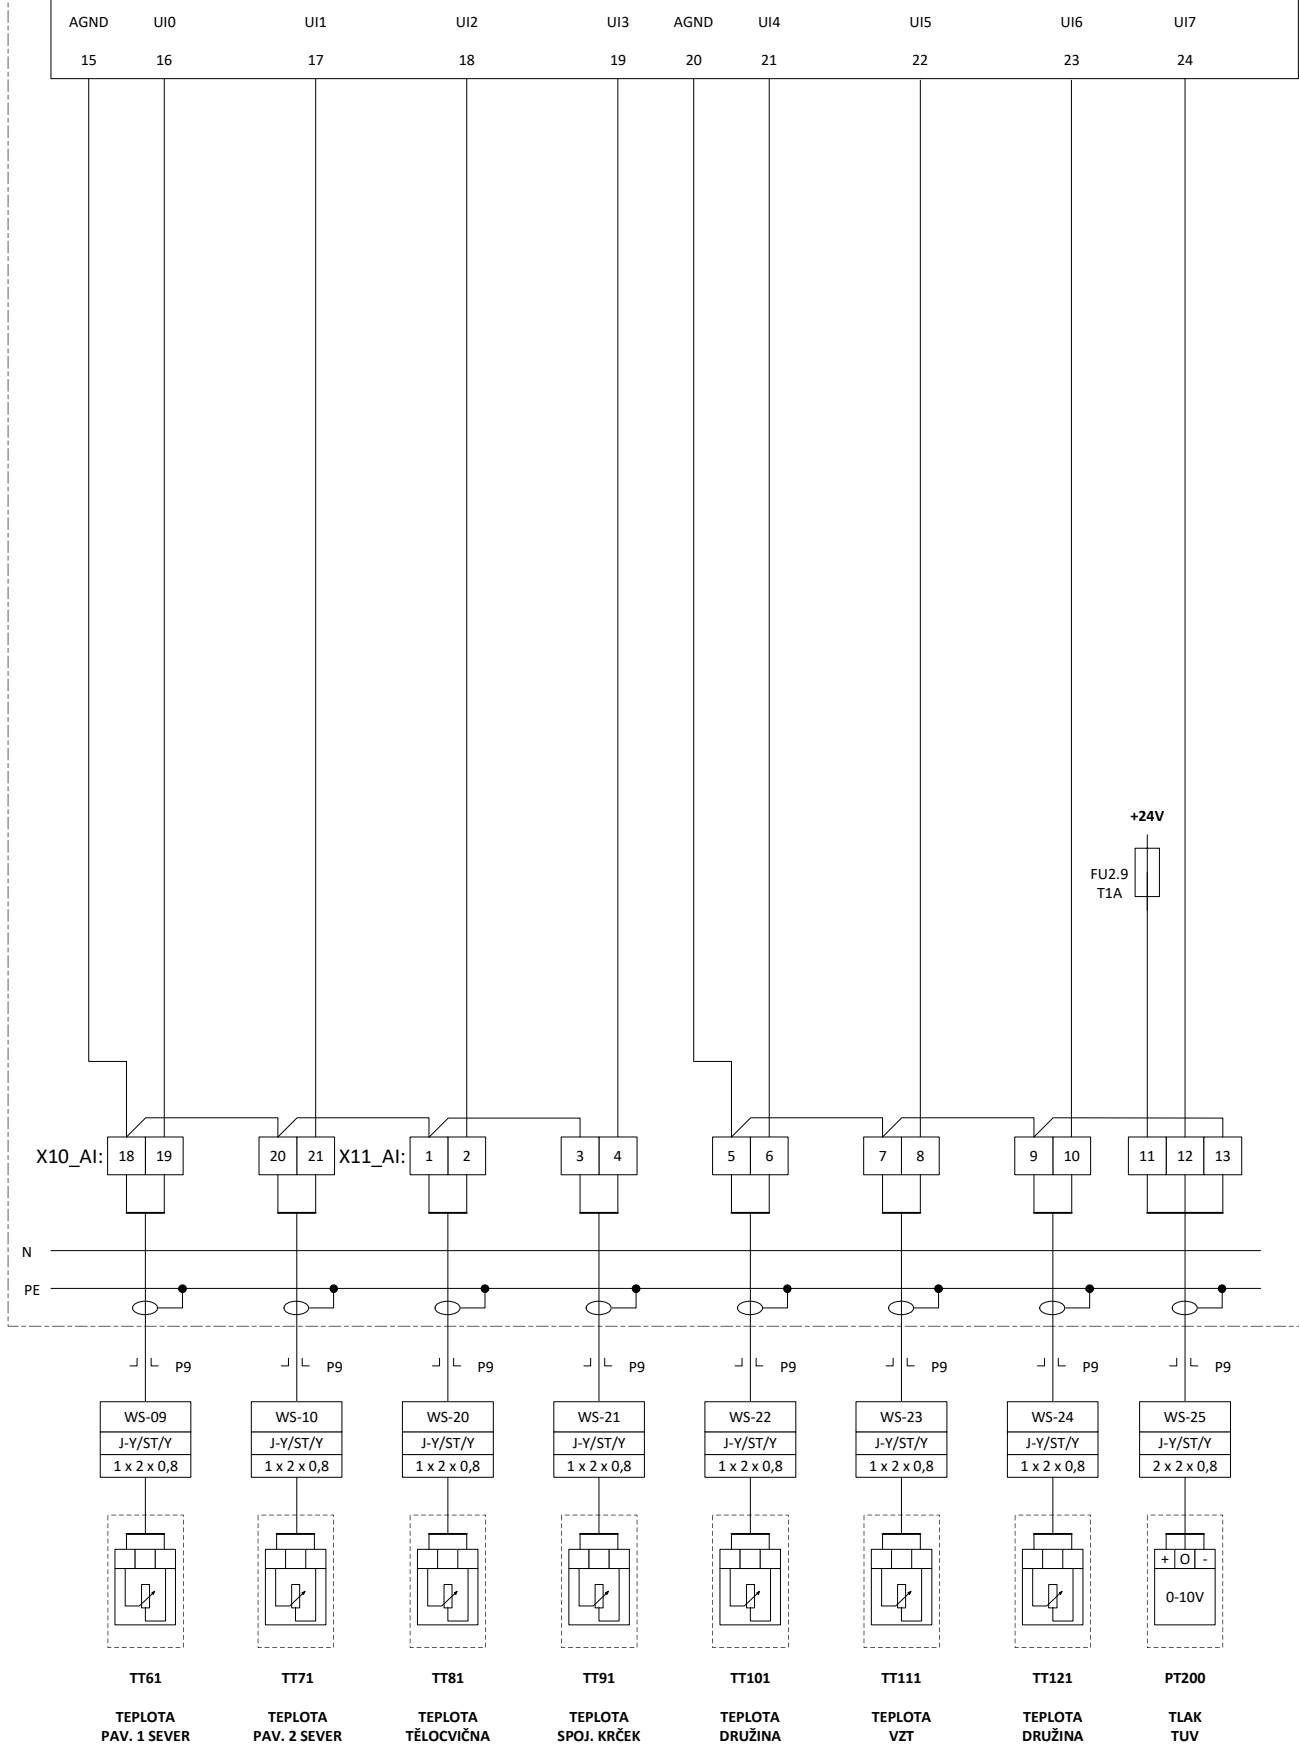 AGND UI0 UI1 UI2 UI3 AGND UI4 UI5 UI6 UI7
15 16 17 18 19 20 21 22 23 24
+24V
FU2.9
T1A
X10_AI: 18 19 20 21 X11_AI: 1 2 3 4 5 6 7 8 9 10 11 12 13
N
PE
P9 P9 P9 P9 P9 P9 P9 P9
WS-09 WS-10 WS-20 WS-21 WS-22 WS-23 WS-24 WS-25
J-Y/ST/Y J-Y/ST/Y J-Y/ST/Y J-Y/ST/Y J-Y/ST/Y J-Y/ST/Y J-Y/ST/Y J-Y/ST/Y
1 x 2 x 0,8 1 x 2 x 0,8 1 x 2 x 0,8 1 x 2 x 0,8 1 x 2 x 0,8 1 x 2 x 0,8 1 x 2 x 0,8 2 x 2 x 0,8
+ O -
0-10V
TT61 TT71 TT81 TT91 TT101 TT111 TT121 PT200
TEPLOTA TEPLOTA TEPLOTA TEPLOTA TEPLOTA TEPLOTA TEPLOTA TLAK
PAV. 1 SEVER PAV. 2 SEVER TĚLOCVIČNA SPOJ. KRČEK DRUŽINA VZT DRUŽINA TUV